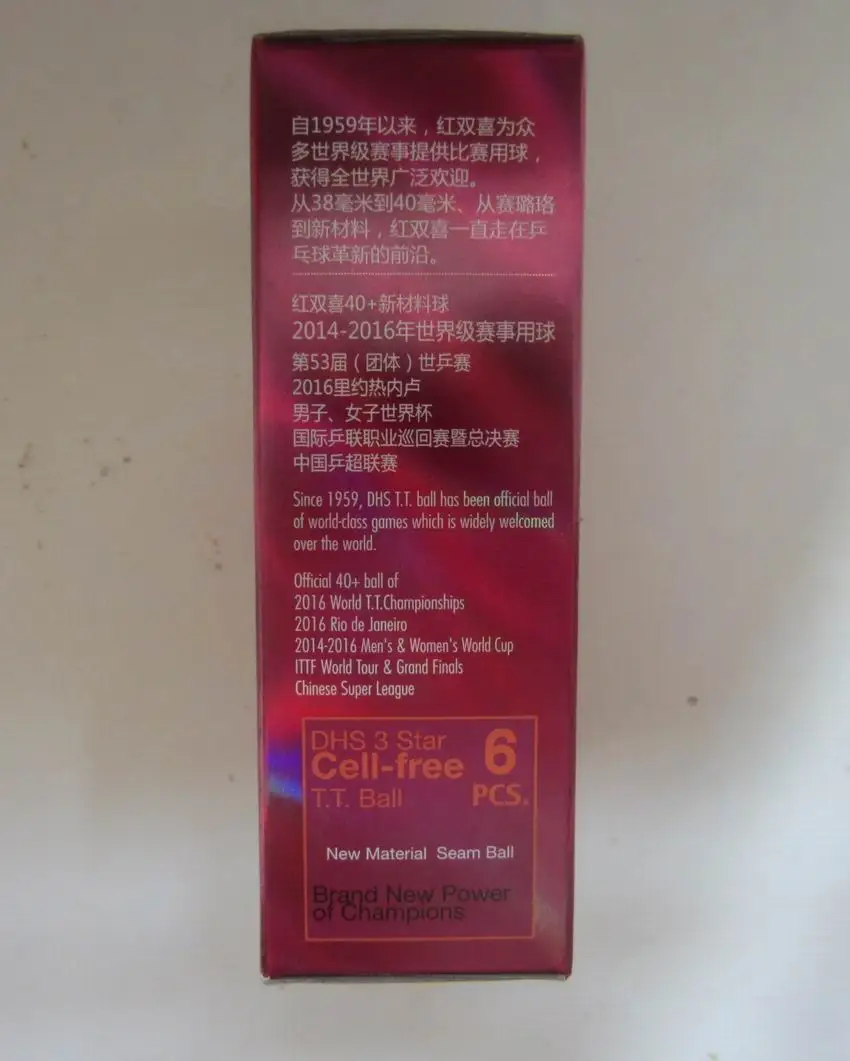 自1959年以来，红双喜为众
多世界级赛事提供比赛用球，
获得全世界广泛欢迎。
从38毫米到40毫米、从赛璐珞
到新材料，红双喜一直走在乒
乓球革新的前沿。
红双喜40+新材料球
2014-2016年世界级赛事用球
第53届（团体）世乒赛
2016里约热内卢
男子、女子世界杯
国际乒联职业巡回赛暨总决赛
中国乒超联赛
Since 1959, DHS T.T. ball has been official ball
of world-class games which is widely welcomed
over the world.
Official 40+ ball of
2016 World T.T.Championships
2016 Rio de Janeiro
2014-2016 Men's & Women's World Cup
ITTF World Tour & Grand Finals
Chinese Super League
DHS 3 Star
Cell-free
T.T. Ball
6
PCS.
New Material Seam Ball
Brand New Power
of Champions